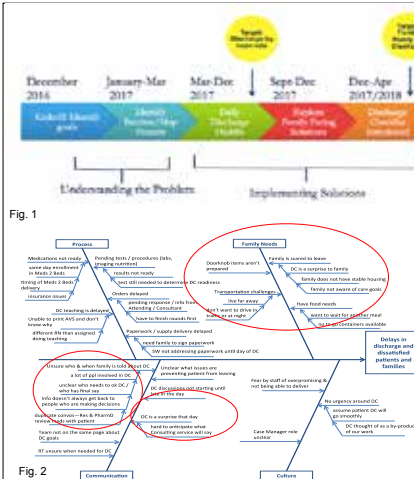 December
2016
January-Mar
2017
Mar-Dec
2017
Sept-Dec
2017
Dec-Apr
2017/2018
Understanding the Problem
Implementing Solutions
Fig. 1
Process
Family Needs
Medications not ready
same day enrollment
in Meds 2 Beds
timing of Meds 2 Beds
delivery
insurance issues
Pending tests / procedures (labs,
imaging nutrition)
results not ready
test still needed to determine DC readiness
Orders delayed
pending response / info from
Attending / Consultant
have to finish rounds first
DC teaching is delayed
Unable to print AVS and don't
know why
different RN than assigned
doing teaching
Paperwork / supply delivery delayed
need family to sign paperwork
SW not addressing paperwork until day of DC
Doorknob items aren't
prepared
Family is scared to leave
DC is a surprise to family
family does not have stable housing
family not aware of care goals
Transportation challenges
live far away
don't want to drive in
traffic or at night
Have food needs
want to wait for another meal
no to go containers available
Delays in
discharges and
dissatisfied
patients and
families
Unsure who & when family is told about DC
a lot of ppl involved in DC
unclear who needs to ok DC /
who has final say
Info doesn't always get back to
people who are making decisions
duplicate convos—Res & PharmD
review meds with patient
Team not on the same page about
DC goals
RT unsure when needed for DC
Unclear what issues are
preventing patient from leaving
DC discussions not starting until
late in the day
DC is a surprise that day
hard to anticipate what
Consulting service will say
Fear by staff of overpromising &
not being able to deliver
No urgency around DC
assume patient DC will
go smoothly
DC thought of as a by-product
of our work
Case Manager role
unclear
Fig. 2
Communication
Culture